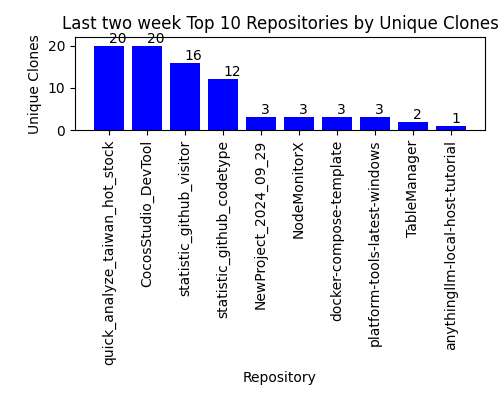 Last two week Top 10 Repositories by Unique Clones
Unique Clones
20
10
0
20
20
16
12
3
3
3
3
2
1
quick_analyze_taiwan_hot_stock
CocosStudio_DevTool
statistic_github_visitor
statistic_github_codetype
NewProject_2024_09_29
NodeMonitorX
docker-compose-template
platform-tools-latest-windows
TableManager
anythingllm-local-host-tutorial
Repository